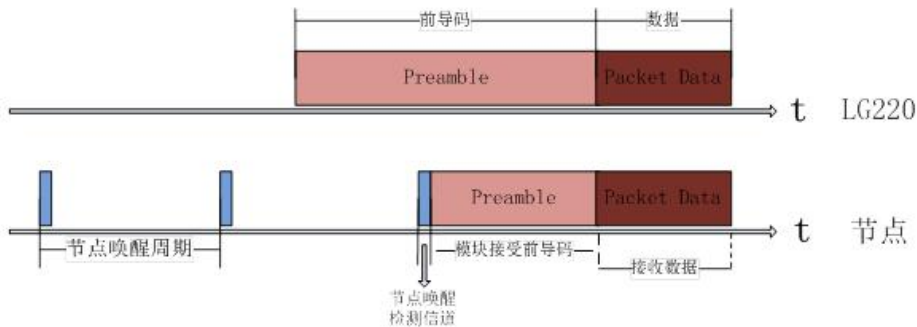 前导码 数据
Preamble Packet Data
t LG220
Preamble Packet Data
t 节点
节点唤醒周期 模块接受前导码
接收数据
节点唤醒
检测信道